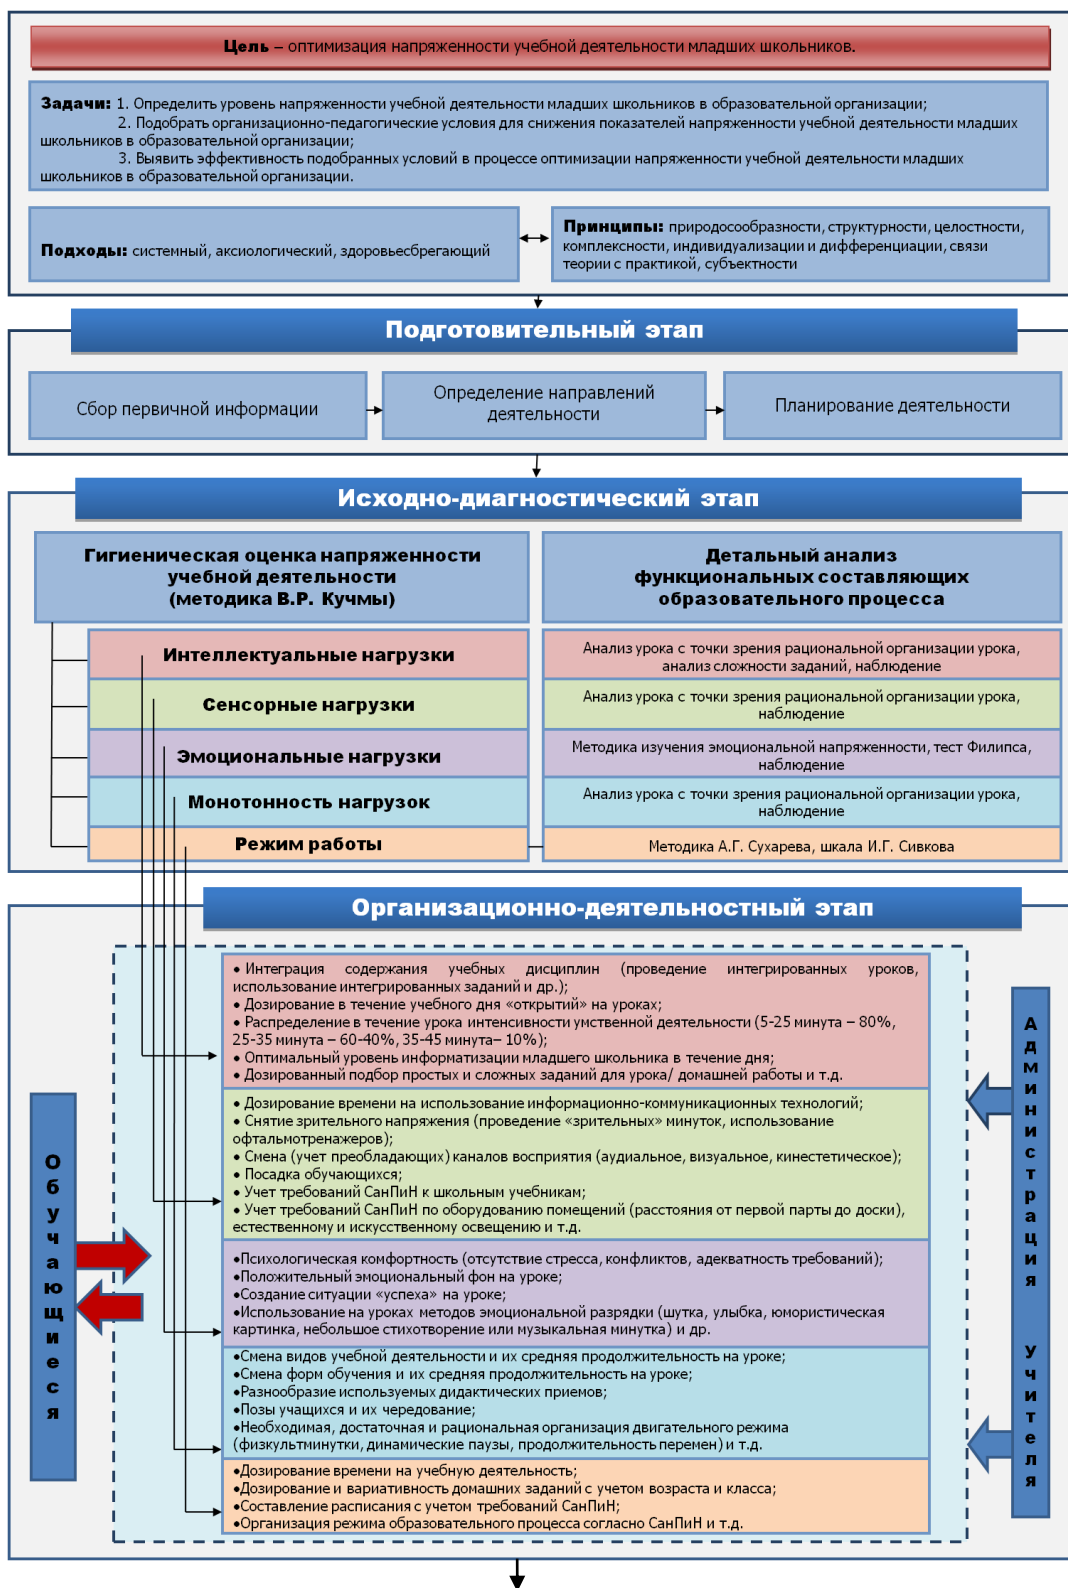 Цель – оптимизация напряженности учебной деятельности младших школьников.
Задачи: 1. Определить уровень напряженности учебной деятельности младших школьников в образовательной организации;
2. Подобрать организационно-педагогические условия для снижения показателей напряженности учебной деятельности младших
школьников в образовательной организации;
3. Выявить эффективность подобранных условий в процессе оптимизации напряженности учебной деятельности младших
школьников в образовательной организации.
Подходы: системный, аксиологический, здоровьесбрегающий
Принципы: природосообразности, структурности, целостности,
комплексности, индивидуализации и дифференциации, связи
теории с практикой, субъектности
Подготовительный этап
Сбор первичной информации
Определение направлений
деятельности
Планирование деятельности
Исходно-диагностический этап
Гигиеническая оценка напряженности
учебной деятельности
(методика В.Р. Кучмы)
Детальный анализ
функциональных составляющих
образовательного процесса
Интеллектуальные нагрузки
Анализ урока с точки зрения рациональной организации урока,
анализ сложности заданий, наблюдение
Сенсорные нагрузки
Анализ урока с точки зрения рациональной организации урока,
наблюдение
Эмоциональные нагрузки
Методика изучения эмоциональной напряженности, тест Филипса,
наблюдение
Монотонность нагрузок
Анализ урока с точки зрения рациональной организации урока,
наблюдение
Режим работы
Методика А.Г. Сухарева, шкала И.Г. Сивкова
Организационно-деятельностный этап
• Интеграция содержания учебных дисциплин (проведение интегрированных уроков,
использование интегрированных заданий и др.);
• Дозирование в течение учебного дня «открытий» на уроках;
• Распределение в течение урока интенсивности умственной деятельности (5-25 минута – 80%,
25-35 минута – 60-40%, 35-45 минута– 10%);
• Оптимальный уровень информатизации младшего школьника в течение дня;
• Дозированный подбор простых и сложных заданий для урока/ домашней работы и т.д.
• Дозирование времени на использование информационно-коммуникационных технологий;
• Снятие зрительного напряжения (проведение «зрительных» минуток, использование
офтальмотренажеров);
• Смена (учет преобладающих) каналов восприятия (аудиальное, визуальное, кинестетическое);
• Посадка обучающихся;
• Учет требований СанПиН к школьным учебникам;
• Учет требований СанПиН по оборудованию помещений (расстояния от первой парты до доски),
естественному и искусственному освещению и т.д.
•Психологическая комфортность (отсутствие стресса, конфликтов, адекватность требований);
•Положительный эмоциональный фон на уроке;
•Создание ситуации «успеха» на уроке;
•Использование на уроках методов эмоциональной разрядки (шутка, улыбка, юмористическая
картинка, небольшое стихотворение или музыкальная минутка) и др.
•Смена видов учебной деятельности и их средняя продолжительность на уроке;
•Смена форм обучения и их средняя продолжительность на уроке;
•Разнообразие используемых дидактических приемов;
•Позы учащихся и их чередование;
•Необходимая, достаточная и рациональная организация двигательного режима
(физкультминутки, динамические паузы, продолжительность перемен) и т.д.
•Дозирование времени на учебную деятельность;
•Дозирование и вариативность домашних заданий с учетом возраста и класса;
•Составление расписания с учетом требований СанПиН;
•Организация режима образовательного процесса согласно СанПиН и т.д.
Обучающиеся
Администрация
Учителя